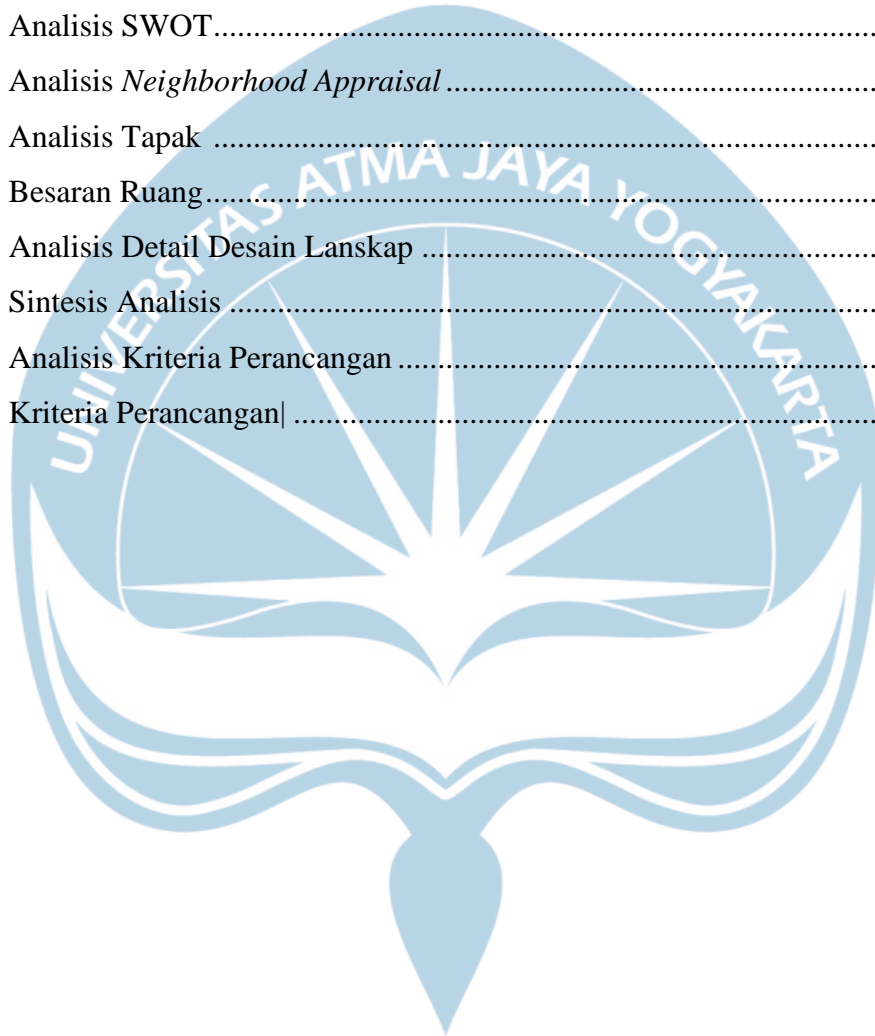 Analisis SWOT....................................................................................
Analisis Neighborhood Appraisal ......................................................
Analisis Tapak ....................................................................................
Besaran Ruang.....................................................................................
Analisis Detail Desain Lanskap .........................................................
Sintesis Analisis .................................................................................
Analisis Kriteria Perancangan ............................................................
Kriteria Perancangan| .........................................................................
UNIVERSITAS ATMA JAYA YOGYAKARTA